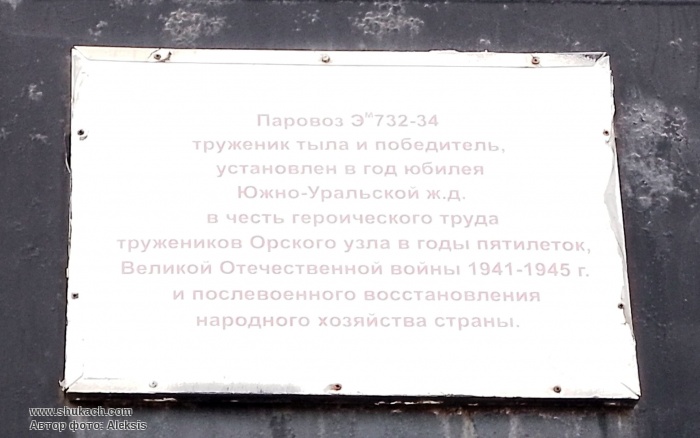 Паровоз Эᴹ732-34
труженик тыла и победитель,
установлен в год юбилея
Южно-Уральской ж.д.
в честь героического труда
тружеников Орского узла в годы пятилеток,
Великой Отечественной войны 1941-1945 г.
и послевоенного восстановления
народного хозяйства страны.
www.shukach.com
Автор фото: Aleksis